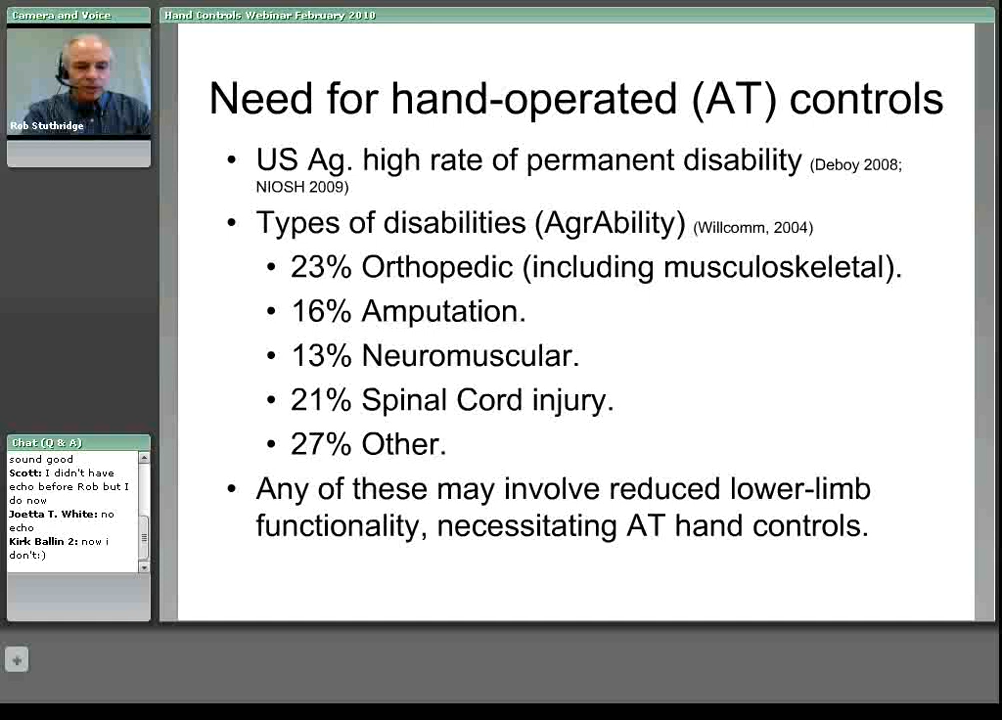 Camera and Voice
Rob Stuthridge
Chat (Q & A)
sound good
Scott: I didn't have
echo before Rob but I
do now
Joetta T. White: no
echo
Kirk Ballin 2: now i
don't:)
Hand Controls Webinar February 2010
Need for hand-operated (AT) controls
• US Ag. high rate of permanent disability (Deboy 2008;
NIOSH 2009)
• Types of disabilities (AgrAbility) (Willcomm, 2004)
• 23% Orthopedic (including musculoskeletal).
• 16% Amputation.
• 13% Neuromuscular.
• 21% Spinal Cord injury.
• 27% Other.
• Any of these may involve reduced lower-limb
functionality, necessitating AT hand controls.